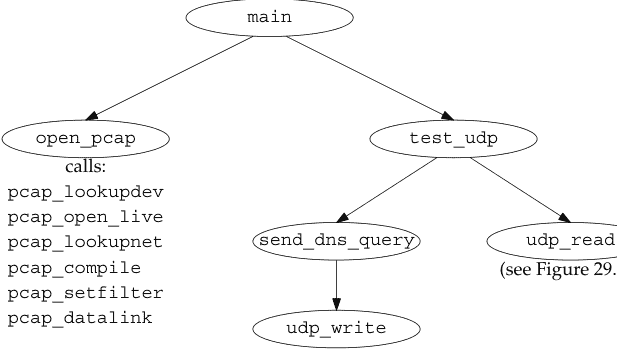 main
open_pcap
test_udp
calls:
pcap_lookupdev
pcap_open_live
pcap_lookupnet
pcap_compile
pcap_setfilter
pcap_datalink
send_dns_query
udp_read
(see Figure 29.
udp_write